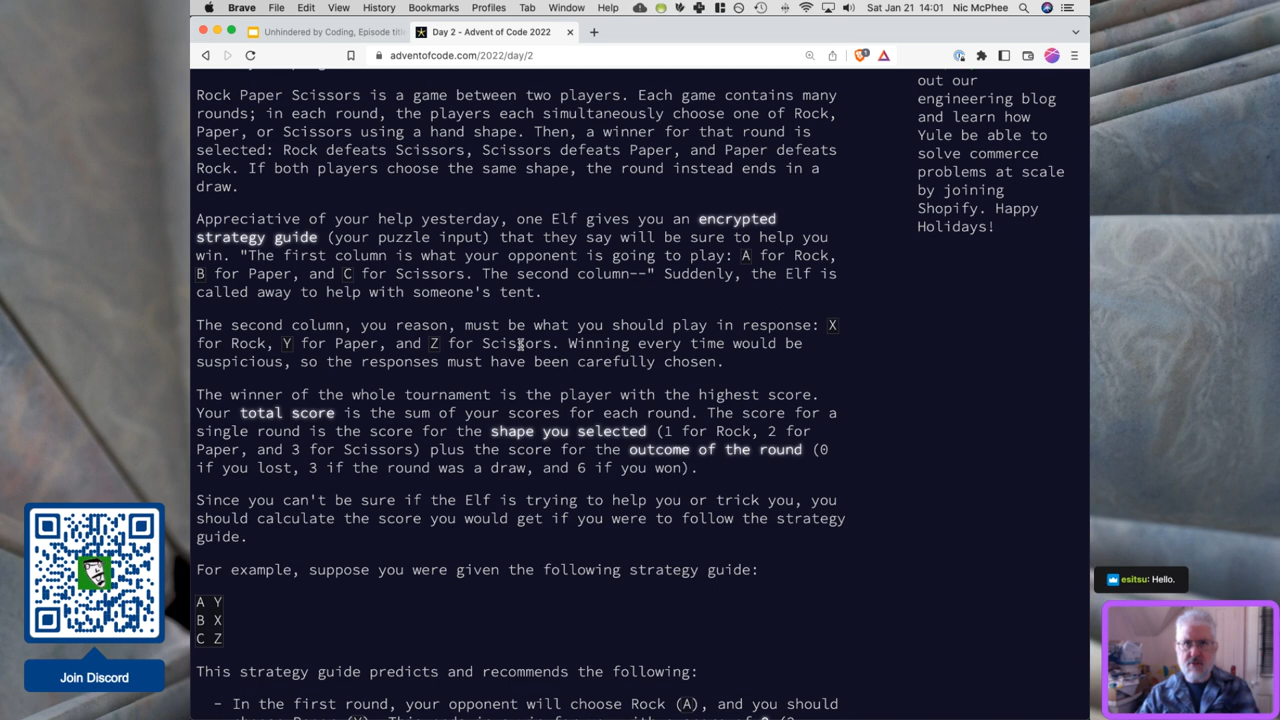 Brave File Edit View History Bookmarks Profiles Tab Window Help Sat Jan 21 14:01 Nic McPhee
Unhindered by Coding, Episode title
Day 2 - Advent of Code 2022
adventofcode.com/2022/day/2
Rock Paper Scissors is a game between two players. Each game contains many
rounds; in each round, the players each simultaneously choose one of Rock,
Paper, or Scissors using a hand shape. Then, a winner for that round is
selected: Rock defeats Scissors, Scissors defeats Paper, and Paper defeats
Rock. If both players choose the same shape, the round instead ends in a
draw.
Appreciative of your help yesterday, one Elf gives you an encrypted
strategy guide (your puzzle input) that they say will be sure to help you
win. "The first column is what your opponent is going to play: A for Rock,
B for Paper, and C for Scissors. The second column--" Suddenly, the Elf is
called away to help with someone's tent.
The second column, you reason, must be what you should play in response: X
for Rock, Y for Paper, and Z for Scissors. Winning every time would be
suspicious, so the responses must have been carefully chosen.
The winner of the whole tournament is the player with the highest score.
Your total score is the sum of your scores for each round. The score for a
single round is the score for the shape you selected (1 for Rock, 2 for
Paper, and 3 for Scissors) plus the score for the outcome of the round (0
if you lost, 3 if the round was a draw, and 6 if you won).
Since you can't be sure if the Elf is trying to help you or trick you, you
should calculate the score you would get if you were to follow the strategy
guide.
For example, suppose you were given the following strategy guide:
A Y
B X
C Z
This strategy guide predicts and recommends the following:
- In the first round, your opponent will choose Rock (A), and you should
out our
engineering blog
and learn how
Yule be able to
solve commerce
problems at scale
by joining
Shopify. Happy
Holidays!
Join Discord
esitsu: Hello.